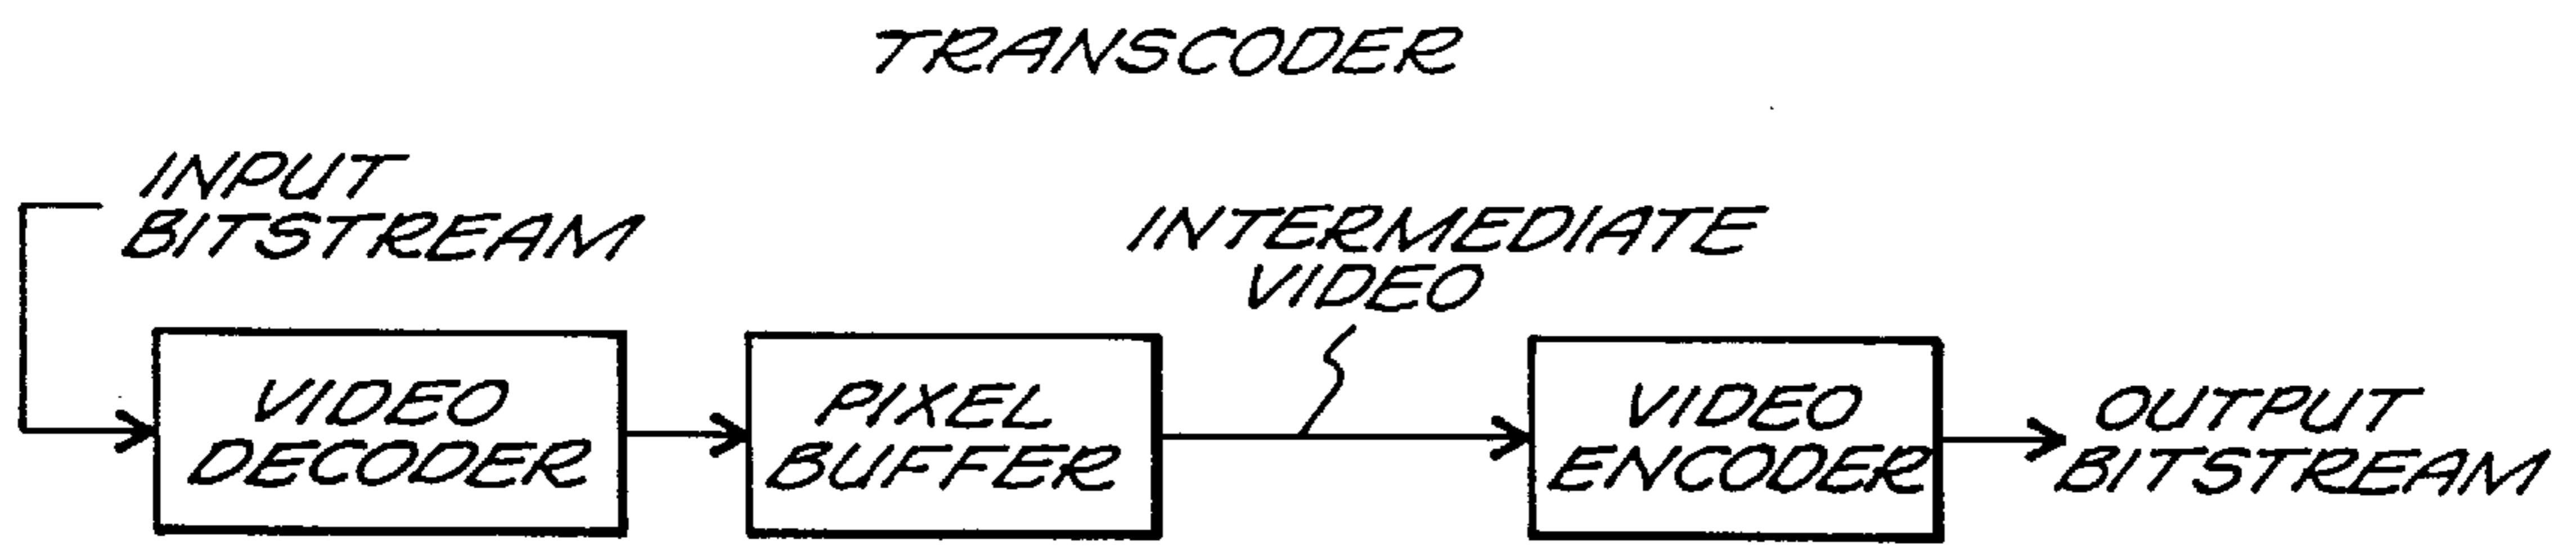 TRANSCODER
INPUT
BITSTREAM
INTERMEDIATE
VIDEO
VIDEO
DECODER
PIXEL
BUFFER
VIDEO
ENCODER
OUTPUT
BITSTREAM